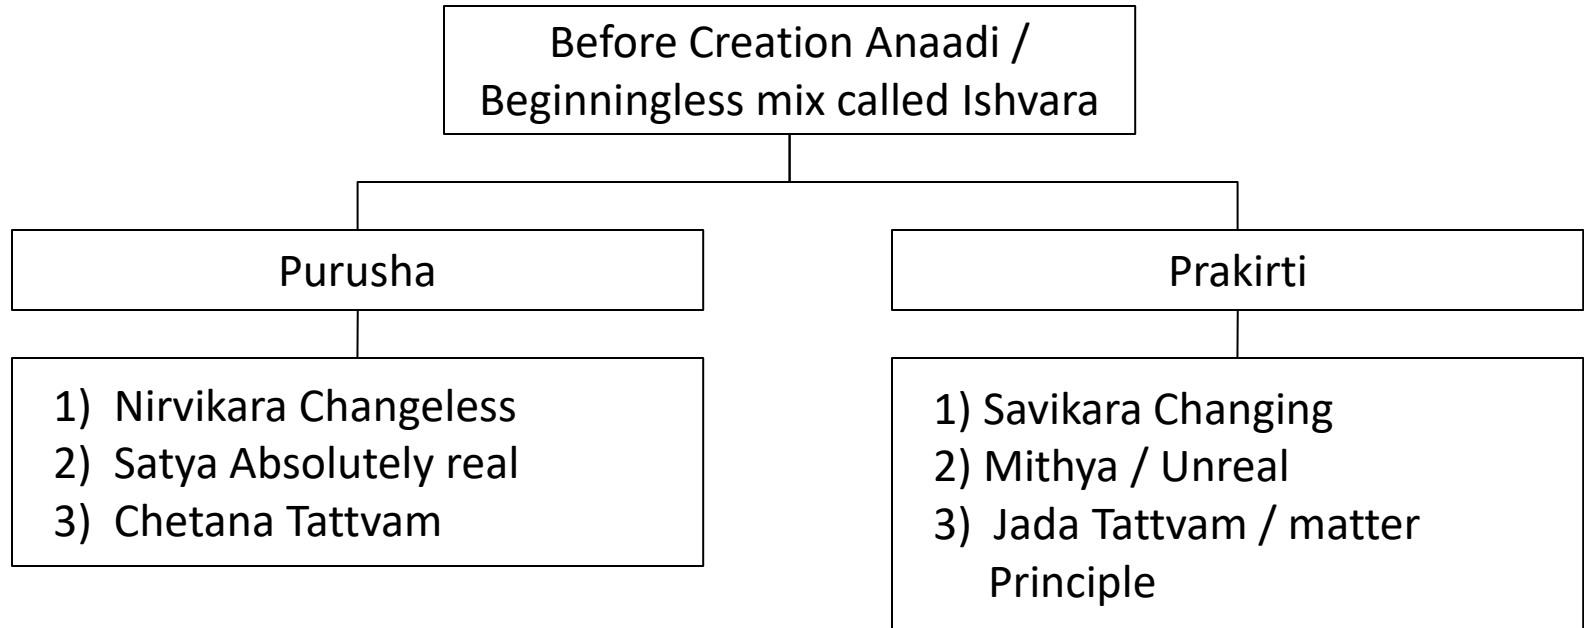 Before Creation Anaadi /
Beginningless mix called Ishvara
Purusha
Prakirti
1) Nirvikara Changeless
2) Satya Absolutely real
3) Chetana Tattvam
1) Savikara Changing
2) Mithya / Unreal
3) Jada Tattvam / matter
Principle